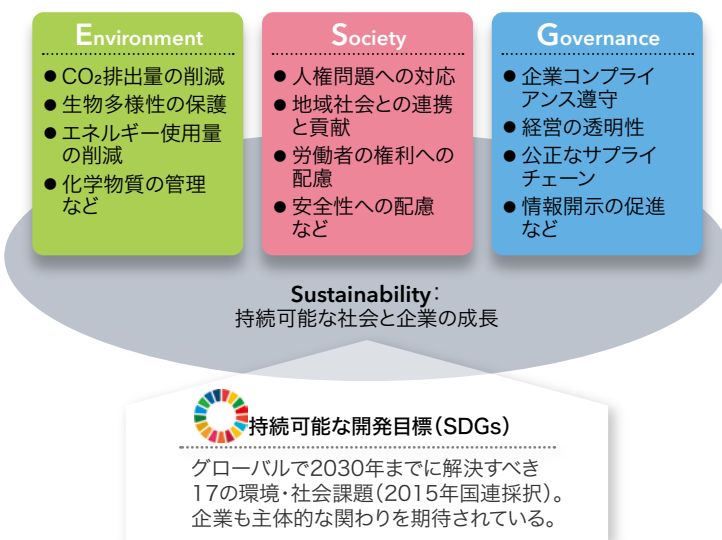 Environment
● CO₂排出量の削減
● 生物多様性の保護
● エネルギー使用量
の削減
● 化学物質の管理
など
Society
● 人権問題への対応
● 地域社会との連携
と貢献
● 労働者の権利への
配慮
● 安全性への配慮
など
Governance
● 企業コンプライ
アンス遵守
● 経営の透明性
● 公正なサプライ
チェーン
● 情報開示の促進
など
Sustainability:
持続可能な社会と企業の成長
持続可能な開発目標(SDGs)
グローバルで2030年までに解決すべき
17の環境・社会課題(2015年国連採択)。
企業も主体的な関わりを期待されている。